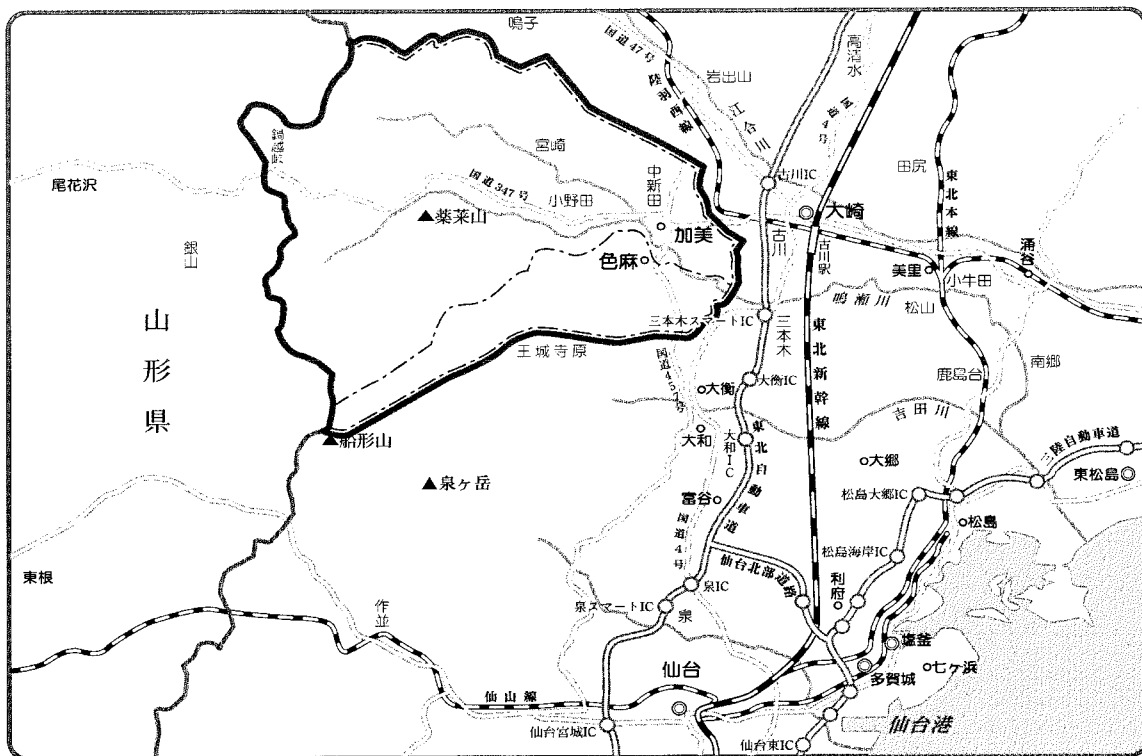 鳴子
国道47号
陸羽西線
岩出山
江合川
高清水
国道4号
鍋越峠
宮崎
中新田
古川IC
田尻
東北本線
尾花沢
国道347号
小野田
薬莱山
加美
大崎
銀山
色麻
古川
古川駅
美里
小牛田
涌谷
鳴瀬川
松山
山形県
三本木スマートIC
三本木
王城寺原
国道457号
東北新幹線
南郷
鹿島台
大衡
大衡IC
吉田川
船形山
大和
大和IC
東北自動車道
大郷
三陸自動車道
東松島
泉ヶ岳
富谷
松島大郷IC
国道4号
松島
松島海岸IC
仙台北部道路
東根
作並
泉IC
利府
泉スマートIC
泉
塩釜
仙台
多賀城
七ヶ浜
仙山線
仙台宮城IC
仙台港
仙台東IC